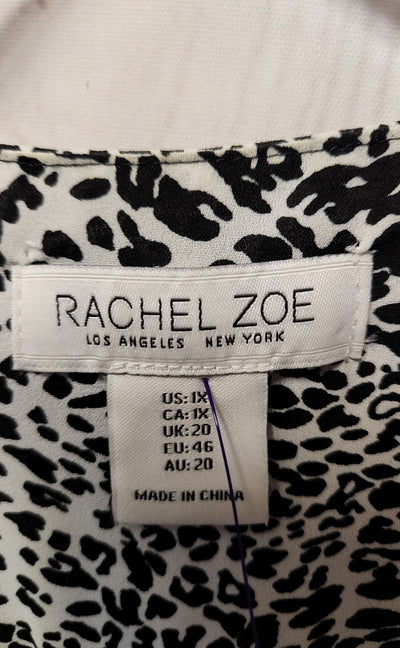 RACHEL ZOE
LOS ANGELES NEW YORK
US: 1X
CA: 1X
UK: 20
EU: 46
AU: 20
MADE IN CHINA